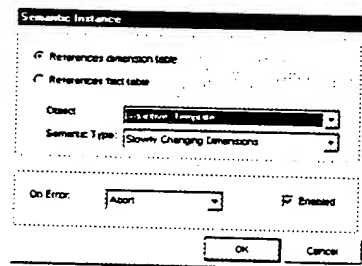 Semantic Instance
References dimension table
References fact table
Object
Template
Semantic Type: Slowly Changing Dimensions
On Error: Abort Enabled
OK Cancel